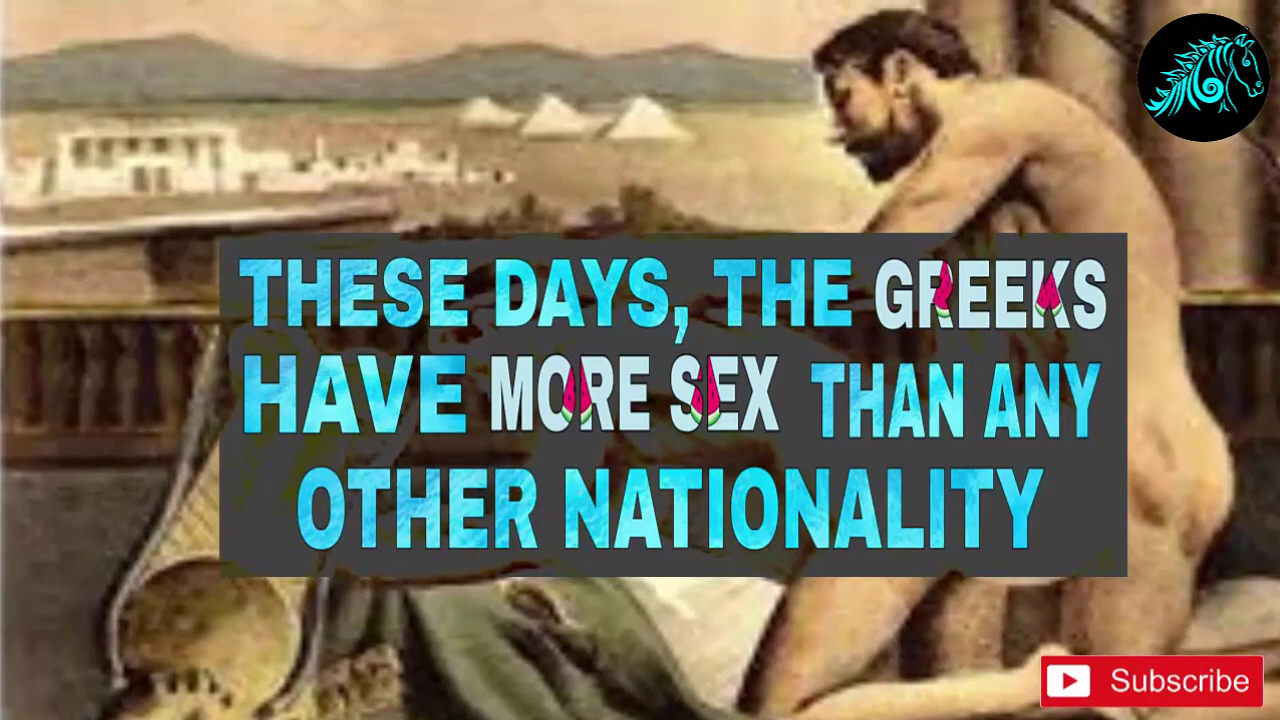 THESE DAYS, THE GREEKS
HAVE MORE SEX THAN ANY
OTHER NATIONALITY
Subscribe